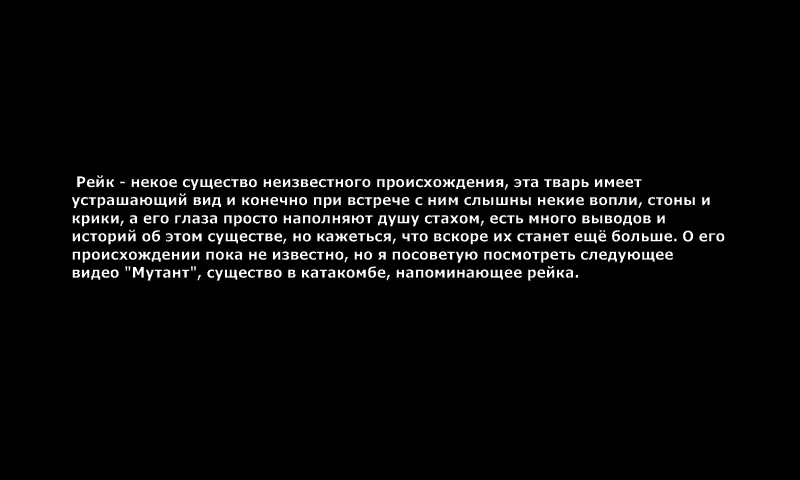 Рейк - некое существо неизвестного происхождения, эта тварь имеет
устрашающий вид и конечно при встрече с ним слышны некие вопли, стоны и
крики, а его глаза просто наполняют душу стахом, есть много выводов и
историй об этом существе, но кажеться, что вскоре их станет ещё больше. О его
происхождении пока не известно, но я посоветую посмотреть следующее
видео "Мутант", существо в катакомбе, напоминающее рейка.